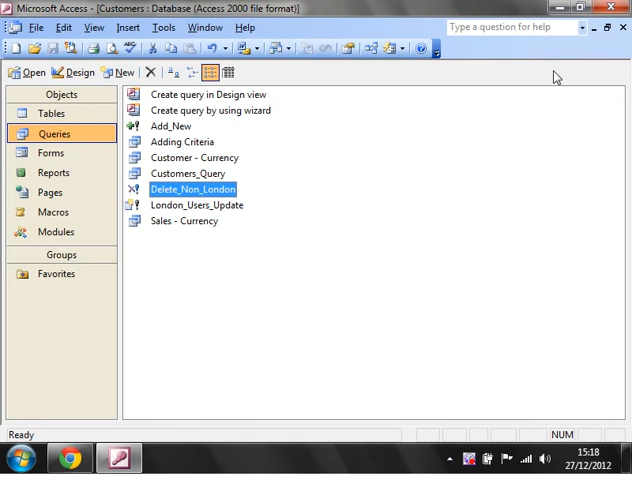 Microsoft Access - [Customers : Database (Access 2000 file format)]
File Edit View Insert Tools Window Help
Type a question for help
Open Design New
Objects
Tables
Queries
Forms
Reports
Pages
Macros
Modules
Groups
Favorites
Create query in Design view
Create query by using wizard
Add_New
Adding Criteria
Customer - Currency
Customers_Query
Delete_Non_London
London_Users_Update
Sales - Currency
Ready
NUM
15:18
27/12/2012